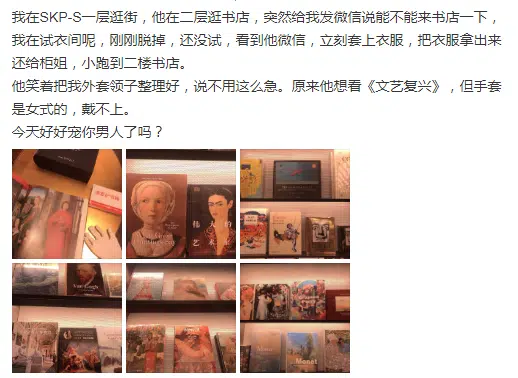 我在SKP-S一层逛街，他在二层逛书店，突然给我发微信说能不能来书店一下，
我在试衣间呢，刚刚脱掉，还没试，看到他微信，立刻套上衣服，把衣服拿出来
还给柜姐，小跑到二楼书店。
他笑着把我外套领子整理好，说不用这么急。原来他想看《文艺复兴》，但手套
是女式的，戴不上。
今天好好宠你男人了吗？
伟大的
艺术
Van Gogh
Monet